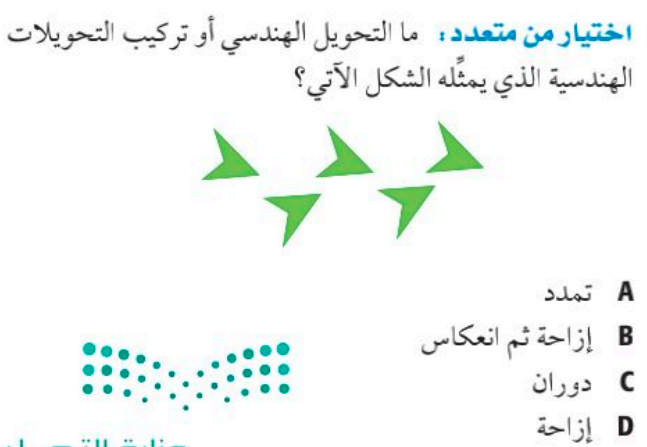 اختيار من متعدد: ما التحويل الهندسي أو تركيب التحويلات
الهندسية الذي يمثِّله الشكل الآتي؟
A تمدد
B إزاحة ثم انعكاس
C دوران
D إزاحة